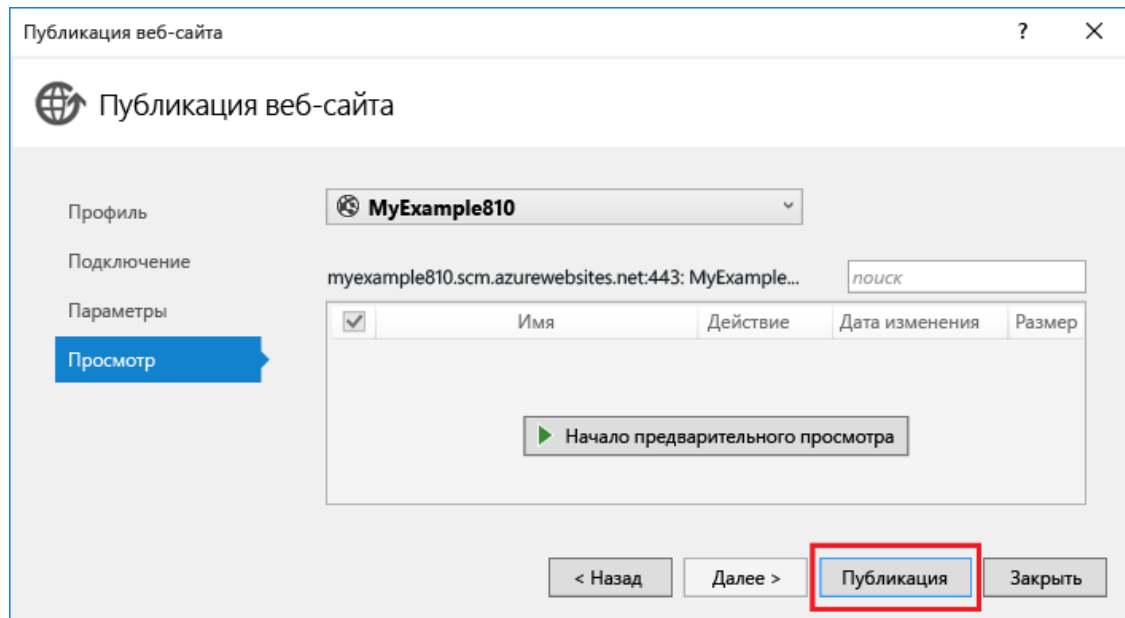 Публикация веб-сайта ?
Публикация веб-сайта
Профиль
Подключение
Параметры
Просмотр
MyExample810
myexample810.scm.azurewebsites.net:443: MyExample...
поиск
Имя Действие Дата изменения Размер
Начало предварительного просмотра
< Назад Далее > Публикация Закрыть